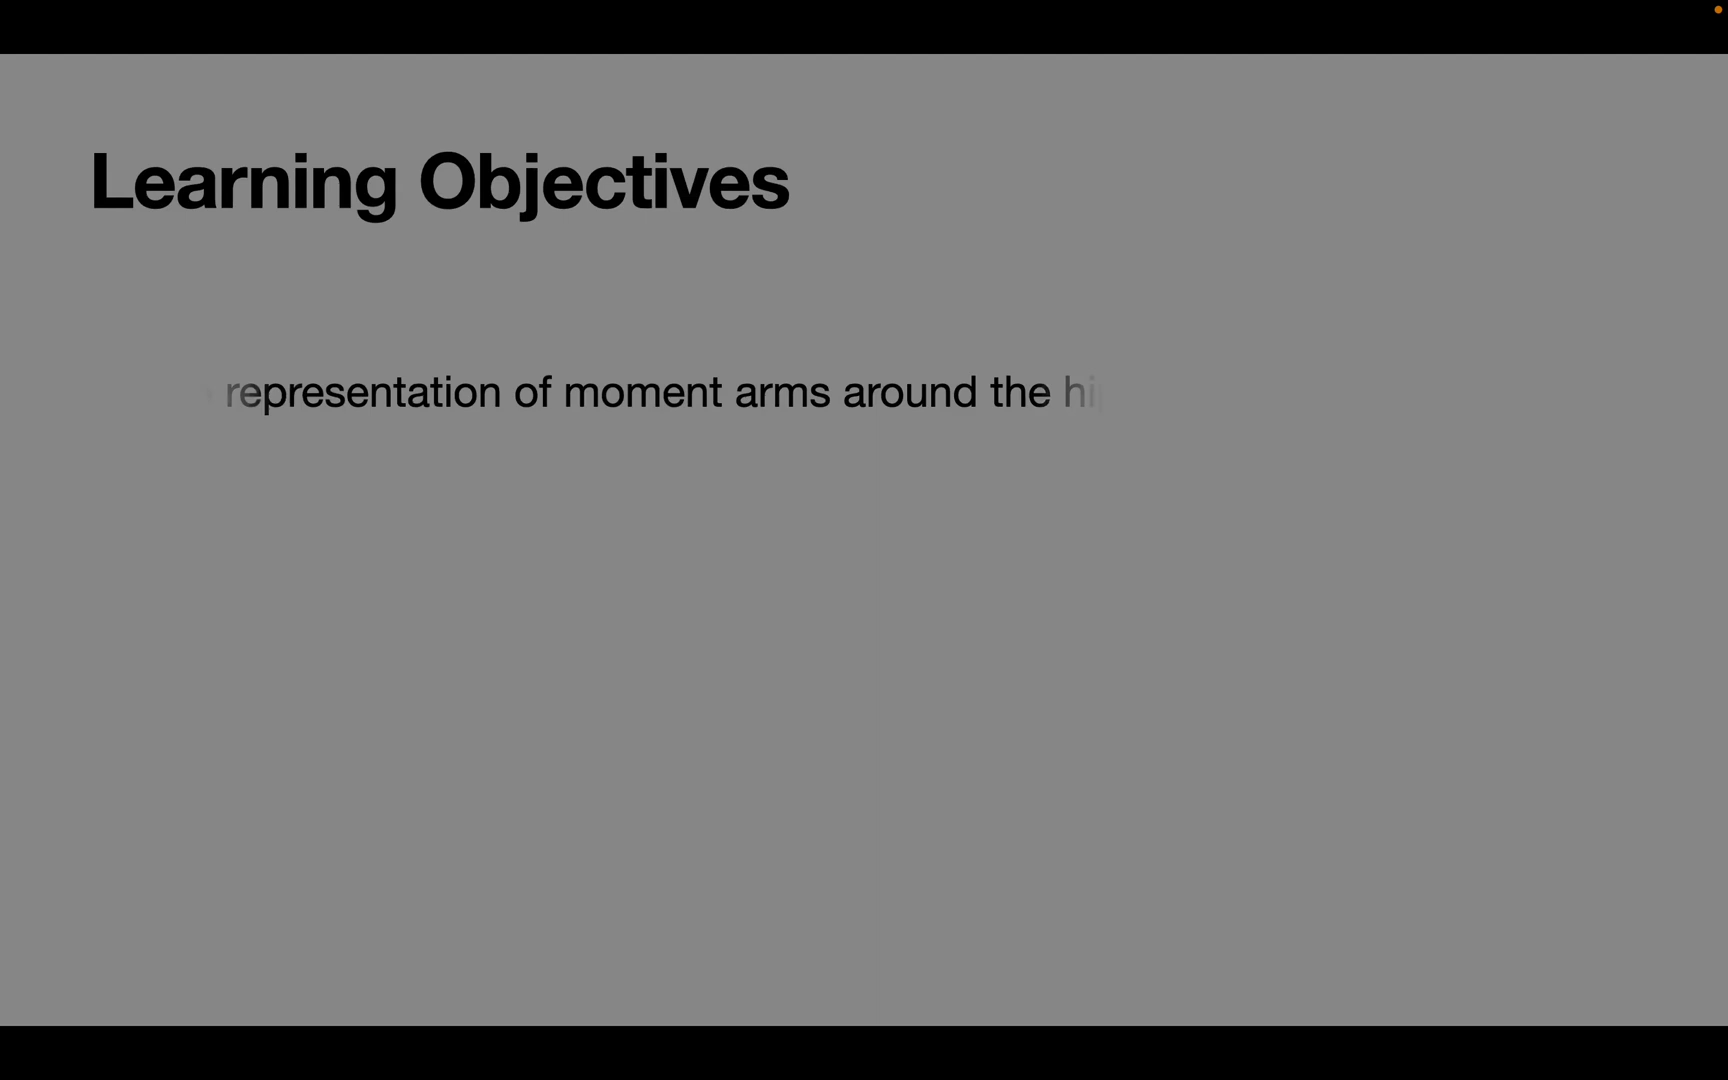 Learning Objectives
representation of moment arms around the